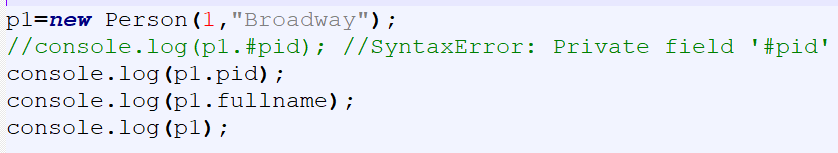 p1=new Person(1,"Broadway");
//console.log(p1.#pid); //SyntaxError: Private field '#pid'
console.log(p1.pid);
console.log(p1.fullname);
console.log(p1);